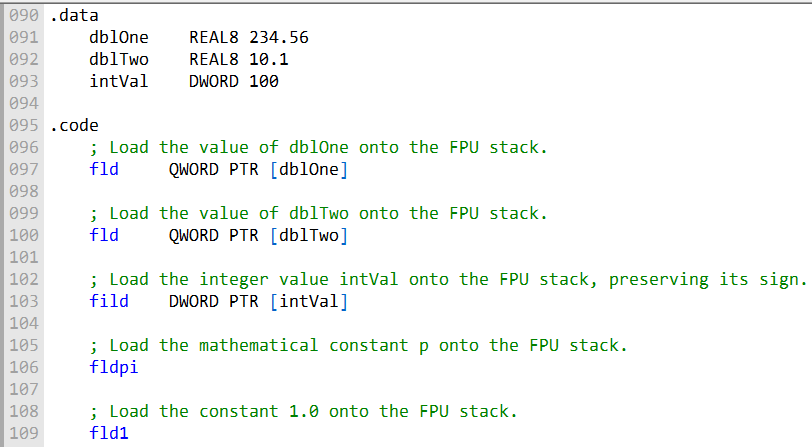 090 .data
091     dblOne    REAL8 234.56
092     dblTwo    REAL8 10.1
093     intVal    DWORD 100
094
095 .code
096     ; Load the value of dblOne onto the FPU stack.
097     fld     QWORD PTR [dblOne]
098
099     ; Load the value of dblTwo onto the FPU stack.
100     fld     QWORD PTR [dblTwo]
101
102     ; Load the integer value intVal onto the FPU stack, preserving its sign.
103     fild    DWORD PTR [intVal]
104
105     ; Load the mathematical constant p onto the FPU stack.
106     fldpi
107
108     ; Load the constant 1.0 onto the FPU stack.
109     fld1